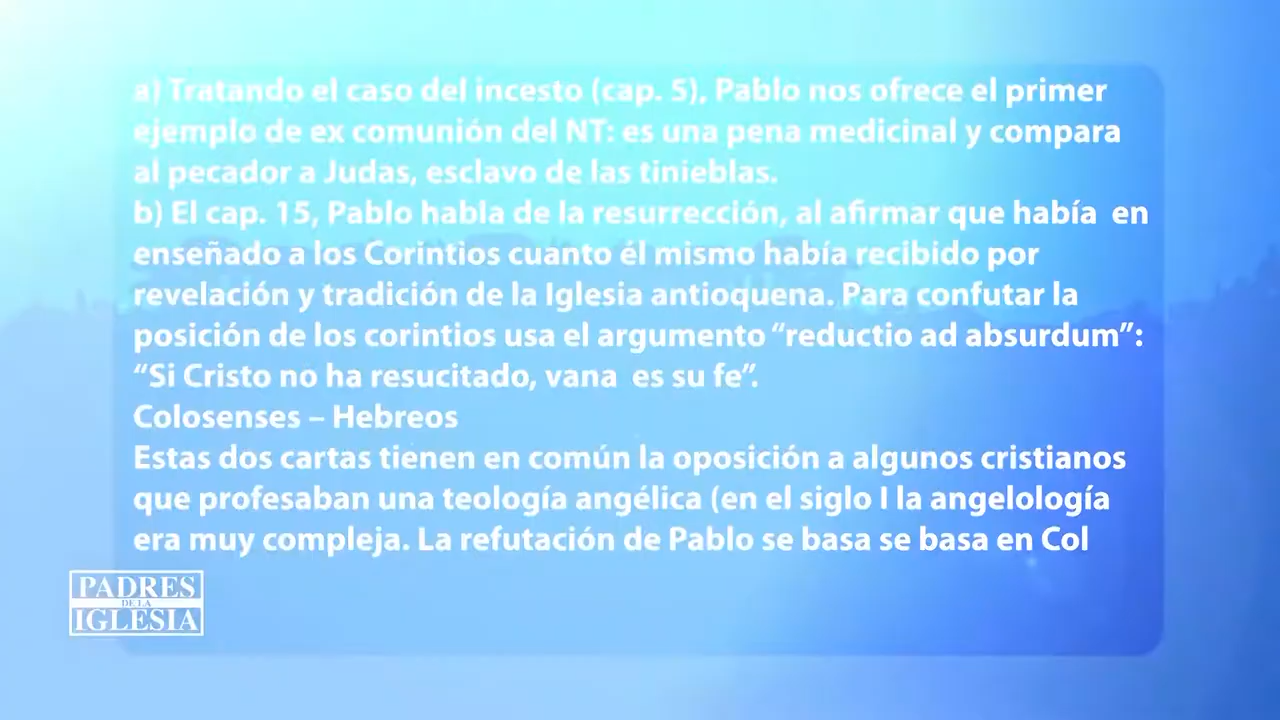 a) Tratando el caso del incesto (cap. 5), Pablo nos ofrece el primer
ejemplo de ex comunión del NT: es una pena medicinal y compara
al pecador a Judas, esclavo de las tinieblas.
b) El cap. 15, Pablo habla de la resurrección, al afirmar que había  en
enseñado a los Corintios cuanto él mismo había recibido por
revelación y tradición de la Iglesia antioquena. Para confutar la
posición de los corintios usa el argumento “reductio ad absurdum”:
“Si Cristo no ha resucitado, vana  es su fe”.
Colosenses – Hebreos
Estas dos cartas tienen en común la oposición a algunos cristianos
que profesaban una teología angélica (en el siglo I la angelología
era muy compleja. La refutación de Pablo se basa se basa en Col
PADRES
DE LA
IGLESIA